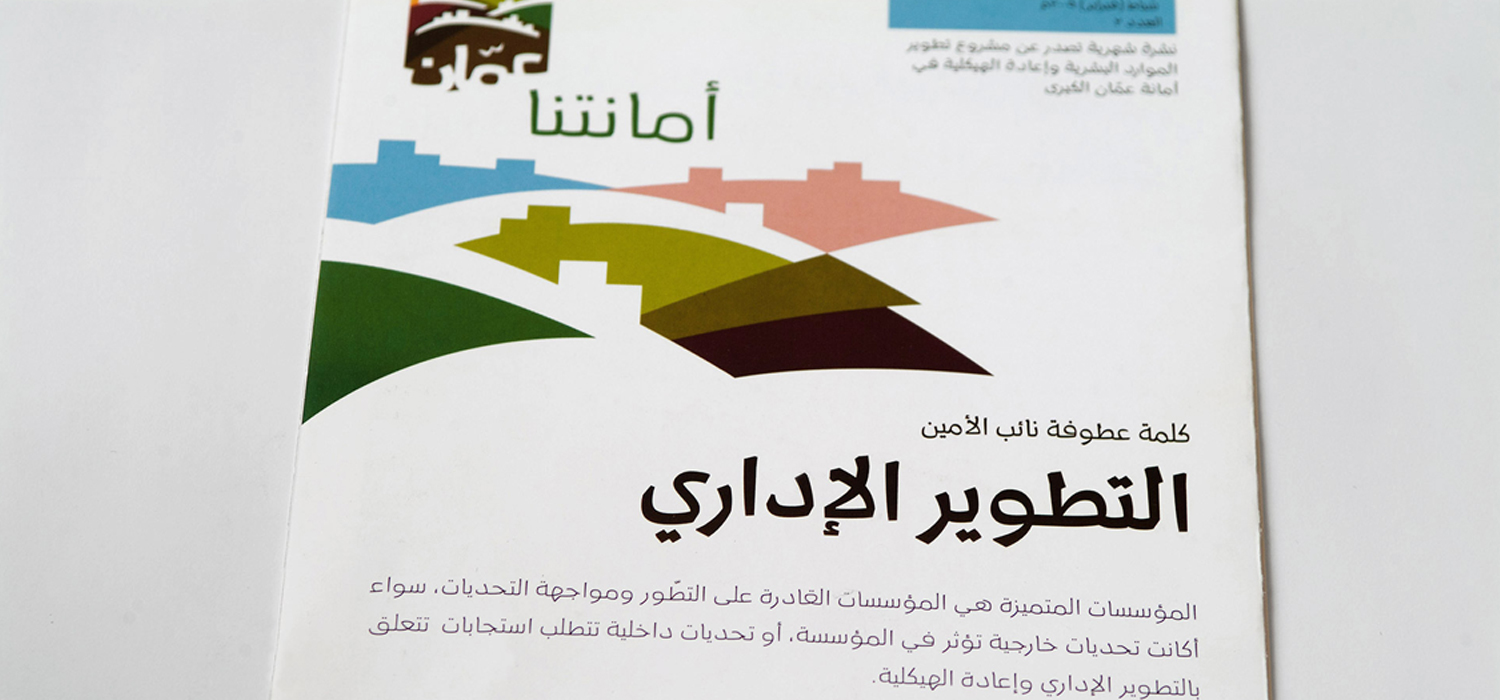 عمّان
العدد ٢
نشرة شهرية تصدر عن مشروع تطوير
الموارد البشرية وإعادة الهيكلية في
أمانة عمّان الكبرى
أمانتنا
كلمة عطوفة نائب الأمين
التطوير الإداري
المؤسسات المتميزة هي المؤسسات القادرة على التطّور ومواجهة التحديات، سواء
أكانت تحديات خارجية تؤثر في المؤسسة، أو تحديات داخلية تتطلب استجابات تتعلق
بالتطوير الإداري وإعادة الهيكلية.